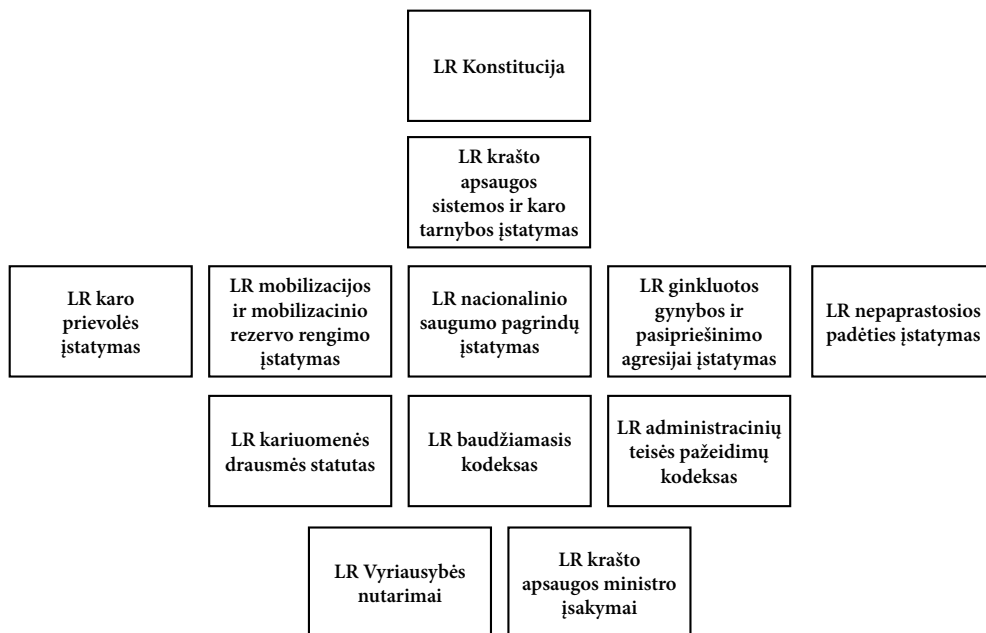 LR Konstitucija
LR krašto
apsaugos
sistemos ir karo
tarnybos įstatymas
LR karo
prievolės
įstatymas
LR mobilizacijos
ir mobilizacinio
rezervo rengimo
įstatymas
LR nacionalinio
saugumo pagrindų
įstatymas
LR ginkluotos
gynybos ir
pasipriešinimo
agresijai įstatymas
LR nepaprastosios
padėties įstatymas
LR kariuomenės
drausmės statutas
LR baudžiamasis
kodeksas
LR administracinių
teisės pažeidimų
kodeksas
LR Vyriausybės
nutarimai
LR krašto
apsaugos ministro
įsakymai